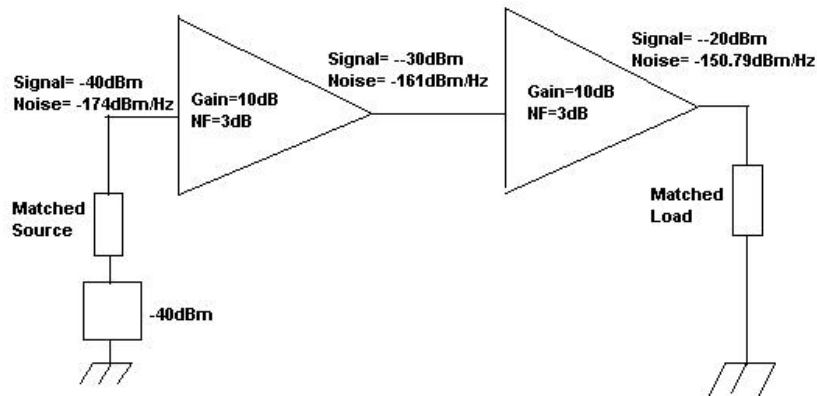 Signal= -40dBm
Noise= -174dBm/Hz
Gain=10dB
NF=3dB
Signal= --30dBm
Noise= -161dBm/Hz
Gain=10dB
NF=3dB
Signal= --20dBm
Noise= -150.79dBm/Hz
Matched
Source
-40dBm
Matched
Load